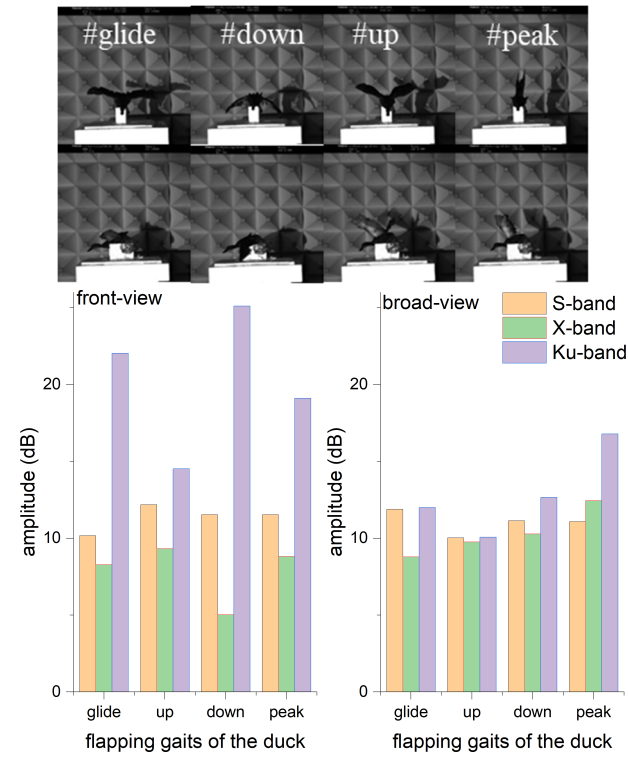 #glide #down #up #peak
front-view
broad-view
S-band
X-band
Ku-band
20
10
0
amplitude (dB)
glide up down peak
flapping gaits of the duck
20
10
0
amplitude (dB)
glide up down peak
flapping gaits of the duck